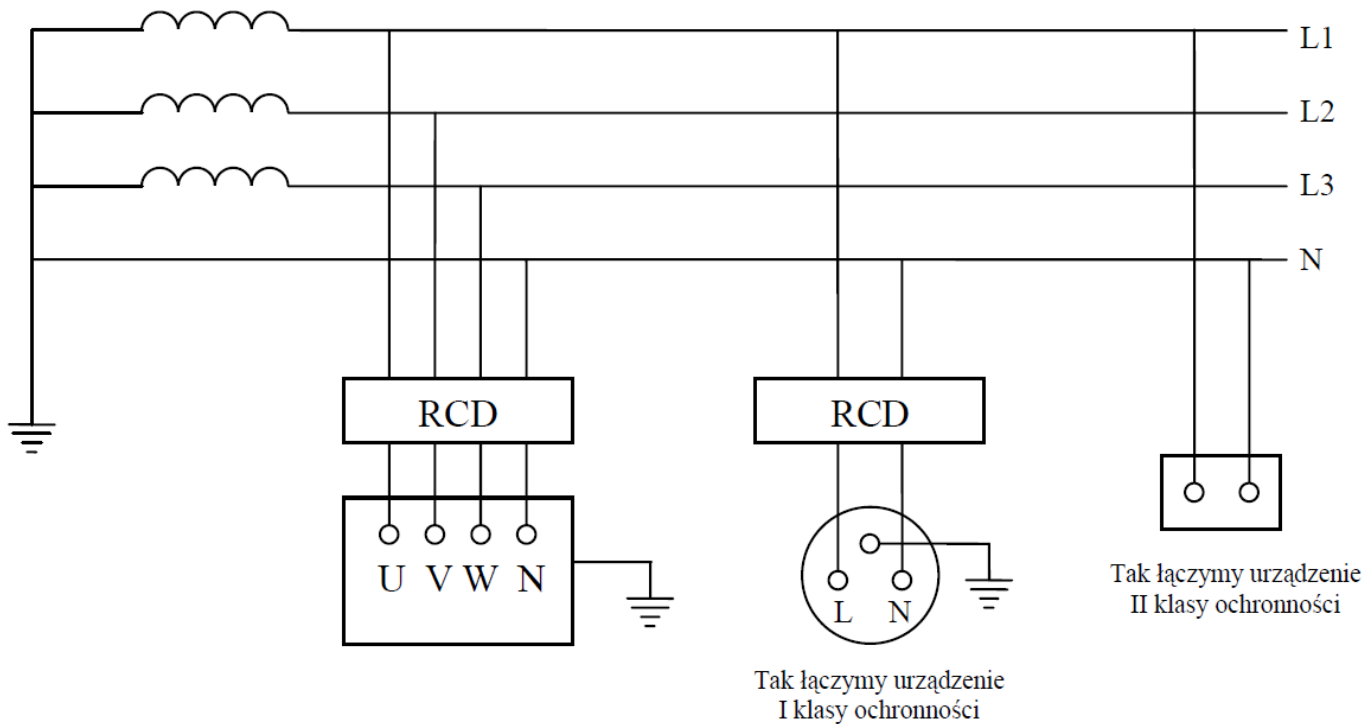 L1
L2
L3
N
RCD
RCD
U V W N
L N
Tak łączymy urządzenie
I klasy ochronności
Tak łączymy urządzenie
II klasy ochronności